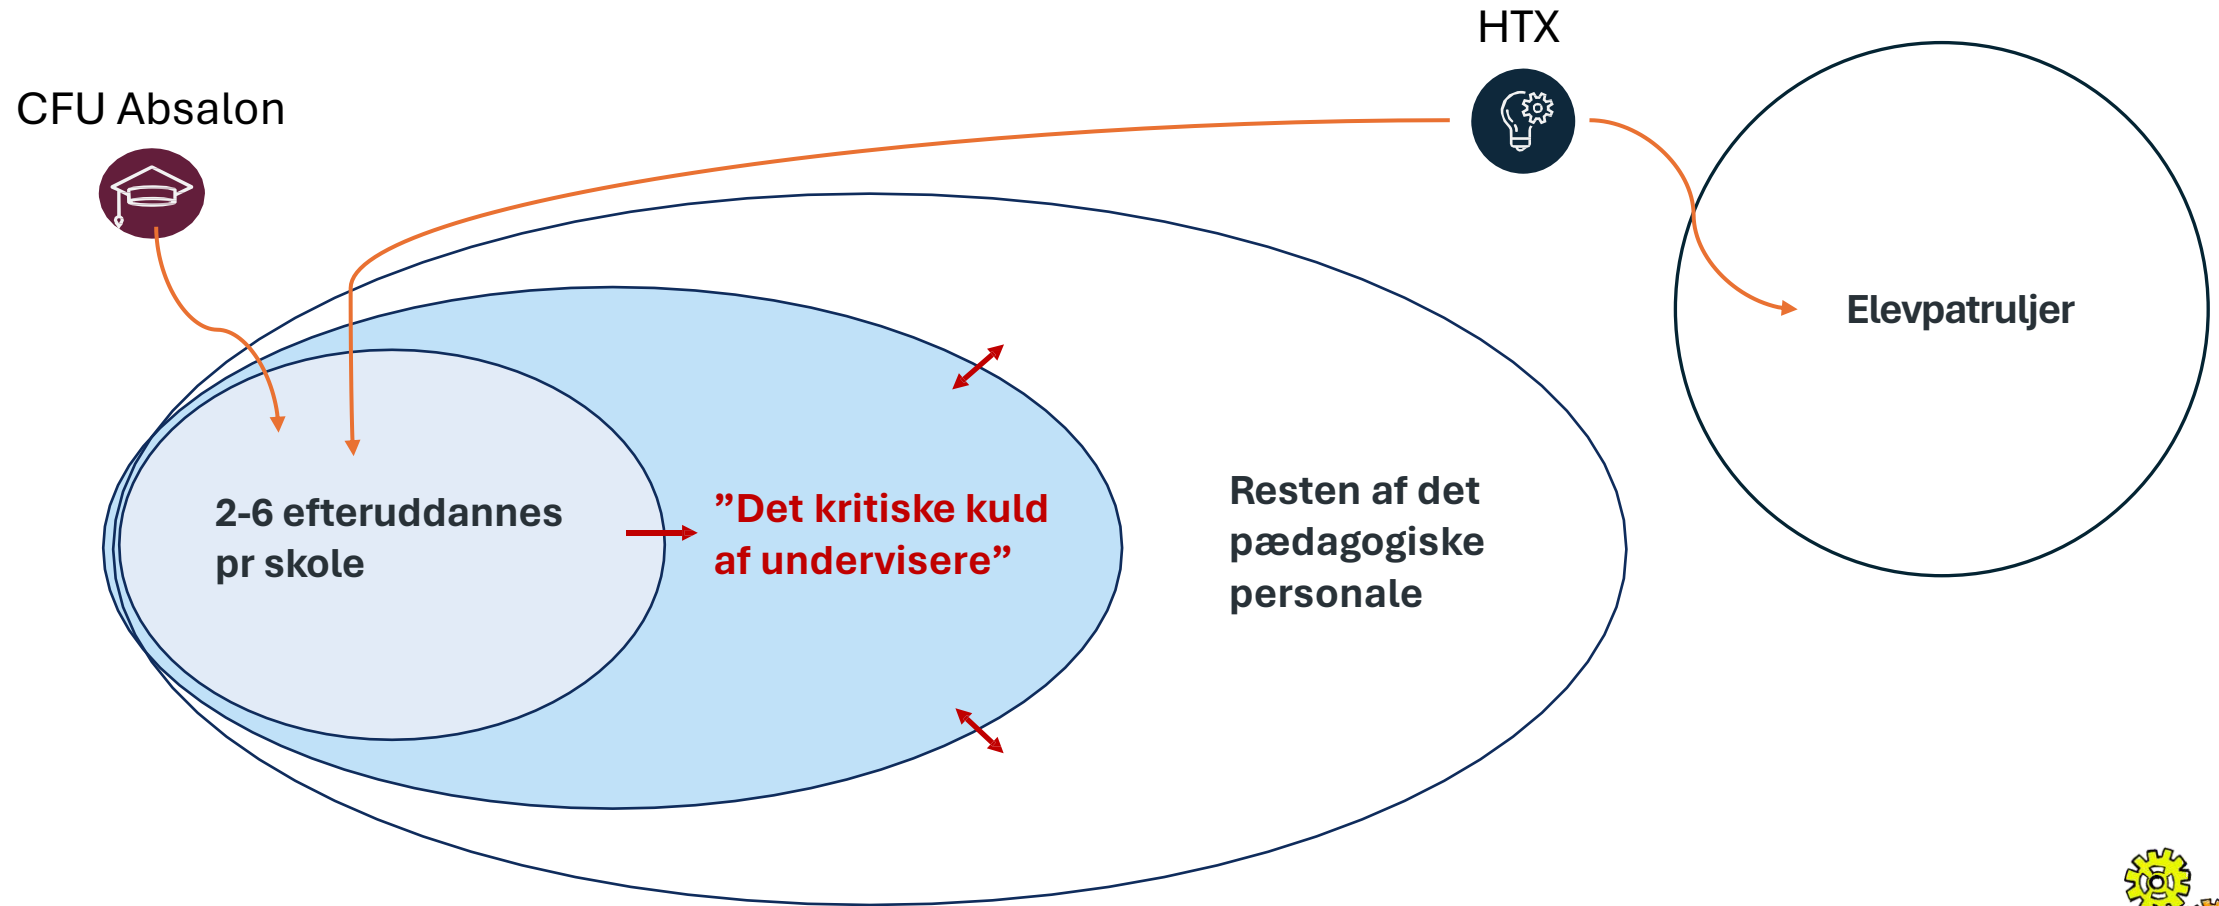 HTX
CFU Absalon
Elevpatruljer
2-6 efteruddannes
pr skole
”Det kritiske kuld
af undervisere”
Resten af det
pædagogiske
personale